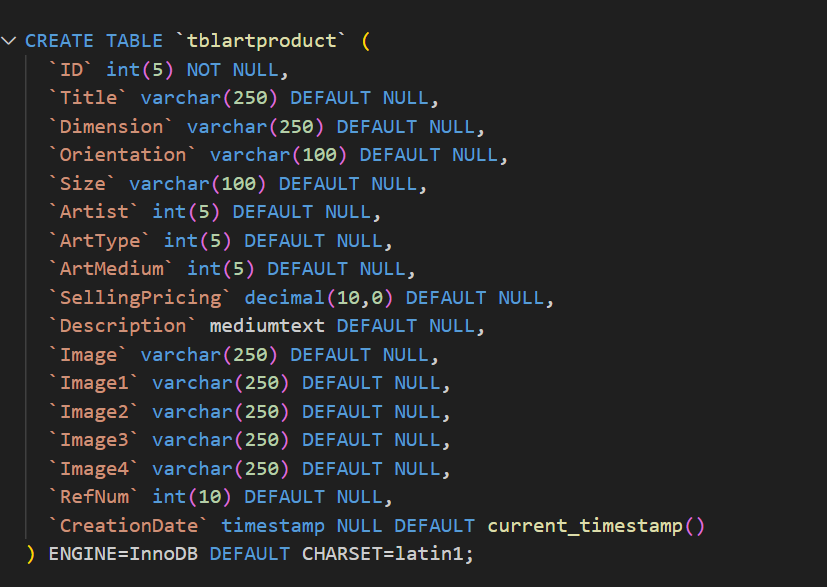 CREATE TABLE `tblartproduct` (
`ID` int(5) NOT NULL,
`Title` varchar(250) DEFAULT NULL,
`Dimension` varchar(250) DEFAULT NULL,
`Orientation` varchar(100) DEFAULT NULL,
`Size` varchar(100) DEFAULT NULL,
`Artist` int(5) DEFAULT NULL,
`ArtType` int(5) DEFAULT NULL,
`ArtMedium` int(5) DEFAULT NULL,
`SellingPricing` decimal(10,0) DEFAULT NULL,
`Description` mediumtext DEFAULT NULL,
`Image` varchar(250) DEFAULT NULL,
`Image1` varchar(250) DEFAULT NULL,
`Image2` varchar(250) DEFAULT NULL,
`Image3` varchar(250) DEFAULT NULL,
`Image4` varchar(250) DEFAULT NULL,
`RefNum` int(10) DEFAULT NULL,
`CreationDate` timestamp NULL DEFAULT current_timestamp()
) ENGINE=InnoDB DEFAULT CHARSET=latin1;